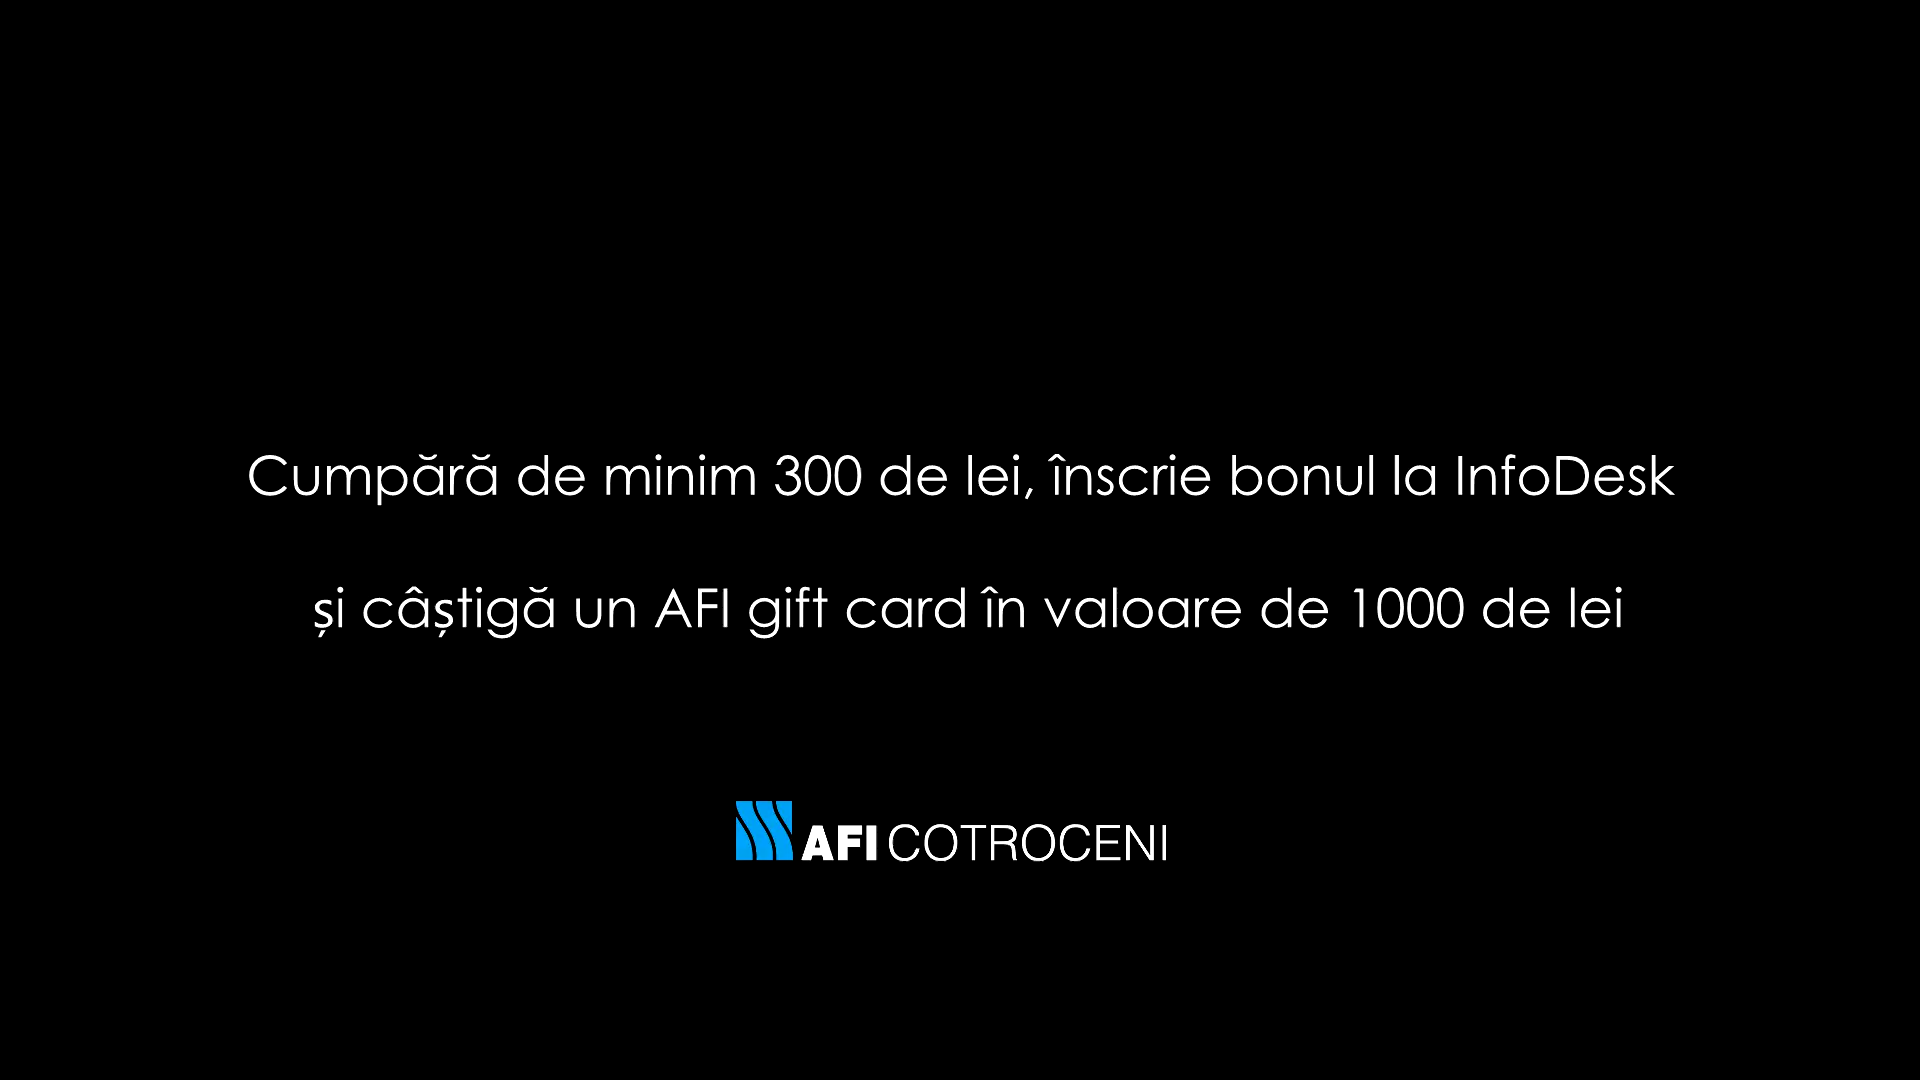 Cumpără de minim 300 de lei, înscrie bonul la InfoDesk
și câștigă un AFI gift card în valoare de 1000 de lei
AFI COTROCENI